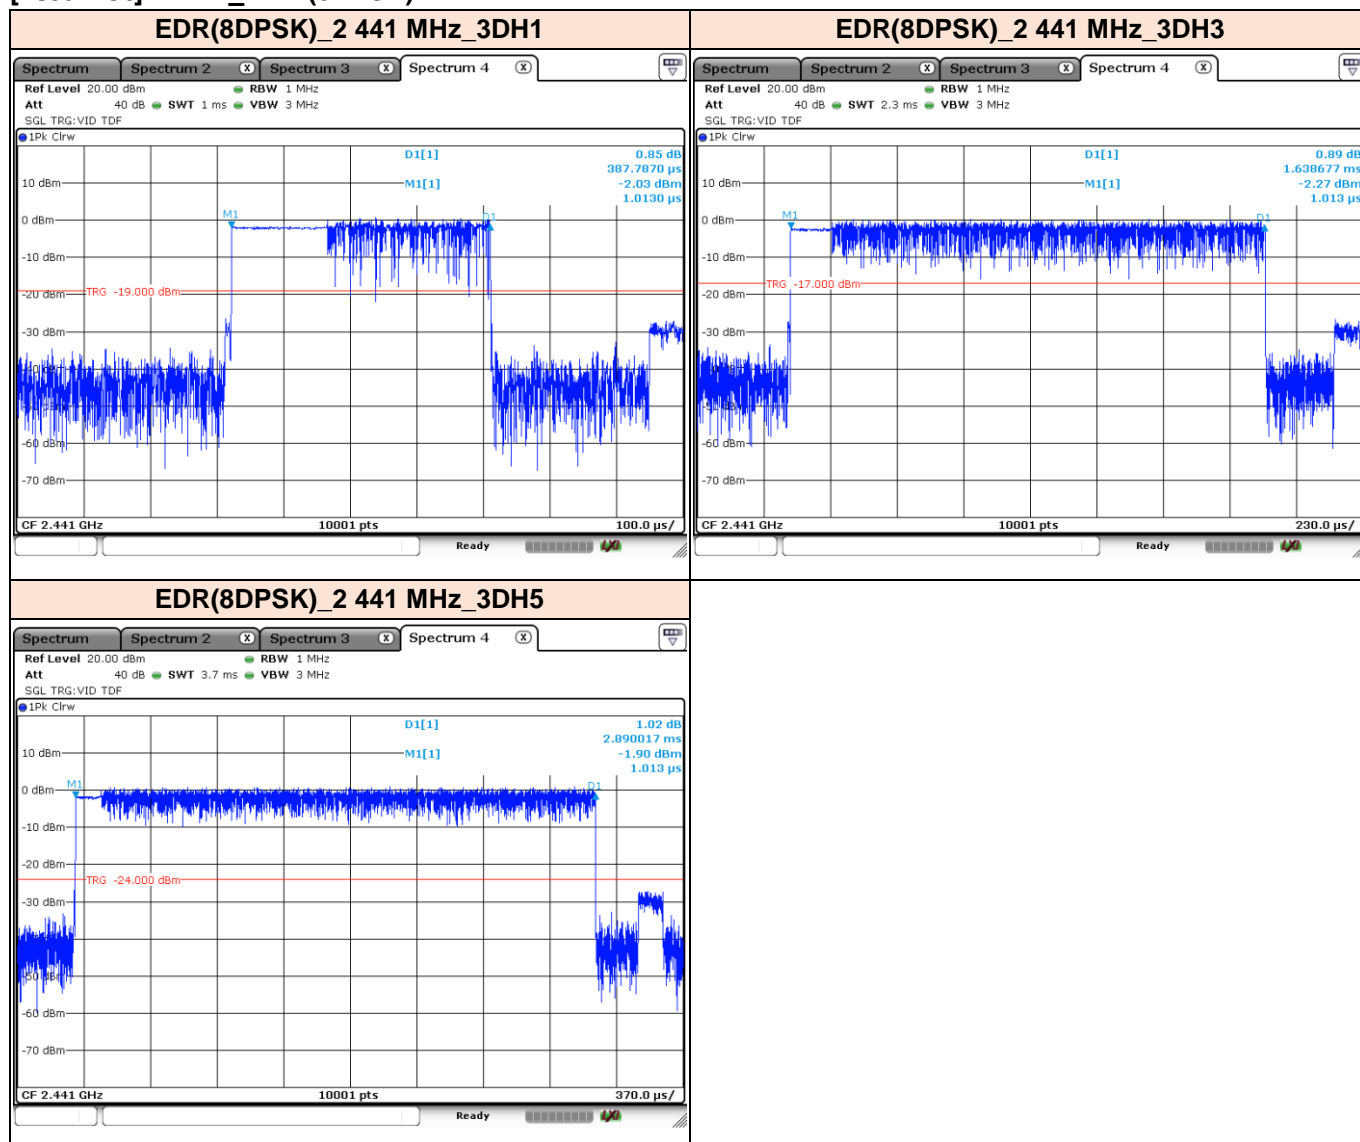 EDR(8DPSK)_2 441 MHz_3DH1
EDR(8DPSK)_2 441 MHz_3DH3
Spectrum Spectrum 2 X Spectrum 3 X Spectrum 4 X
Ref Level 20.00 dBm RBW 1 MHz
Att 40 dB SWT 1 ms VBW 3 MHz
SGL TRG:VID TDF
1Pk Clrw
D1[1] 0.85 dB
387.7870 µs
M1[1] -2.03 dBm
1.0130 µs
10 dBm
M1
D1
0 dBm
-10 dBm
-20 dBm
TRG -19.000 dBm
-30 dBm
-60 dBm
-70 dBm
CF 2.441 GHz 10001 pts 100.0 µs/
Ready LXI
Spectrum Spectrum 2 X Spectrum 3 X Spectrum 4 X
Ref Level 20.00 dBm RBW 1 MHz
Att 40 dB SWT 2.3 ms VBW 3 MHz
SGL TRG:VID TDF
1Pk Clrw
D1[1] 0.89 dB
1.638677 ms
M1[1] -2.27 dBm
1.013 µs
10 dBm
M1
D1
0 dBm
-10 dBm
-20 dBm
TRG -17.000 dBm
-30 dBm
-60 dBm
-70 dBm
CF 2.441 GHz 10001 pts 230.0 µs/
Ready LXI
EDR(8DPSK)_2 441 MHz_3DH5
Spectrum Spectrum 2 X Spectrum 3 X Spectrum 4 X
Ref Level 20.00 dBm RBW 1 MHz
Att 40 dB SWT 3.7 ms VBW 3 MHz
SGL TRG:VID TDF
1Pk Clrw
D1[1] 1.02 dB
2.890017 ms
M1[1] -1.90 dBm
1.013 µs
10 dBm
M1
D1
0 dBm
-10 dBm
-20 dBm
TRG -24.000 dBm
-30 dBm
-50 dBm
-60 dBm
-70 dBm
CF 2.441 GHz 10001 pts 370.0 µs/
Ready LXI